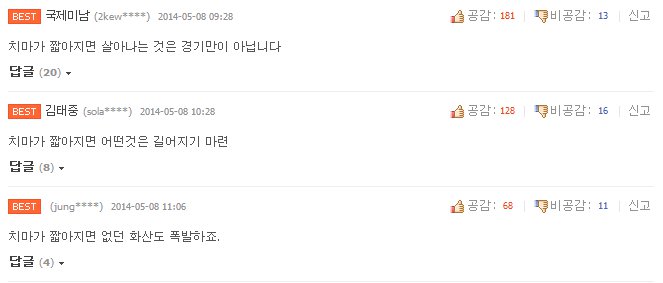 BEST 국제미남 (2kew****) 2014-05-08 09:28 공감: 181 비공감: 13 신고
치마가 짧아지면 살아나는 것은 경기만이 아닙니다
답글 (20)
BEST 김태중 (sola****) 2014-05-08 10:28 공감: 128 비공감: 16 신고
치마가 짧아지면 어떤것은 길어지기 마련
답글 (8)
BEST (jung****) 2014-05-08 11:06 공감: 68 비공감: 11 신고
치마가 짧아지면 없던 화산도 폭발하죠.
답글 (4)